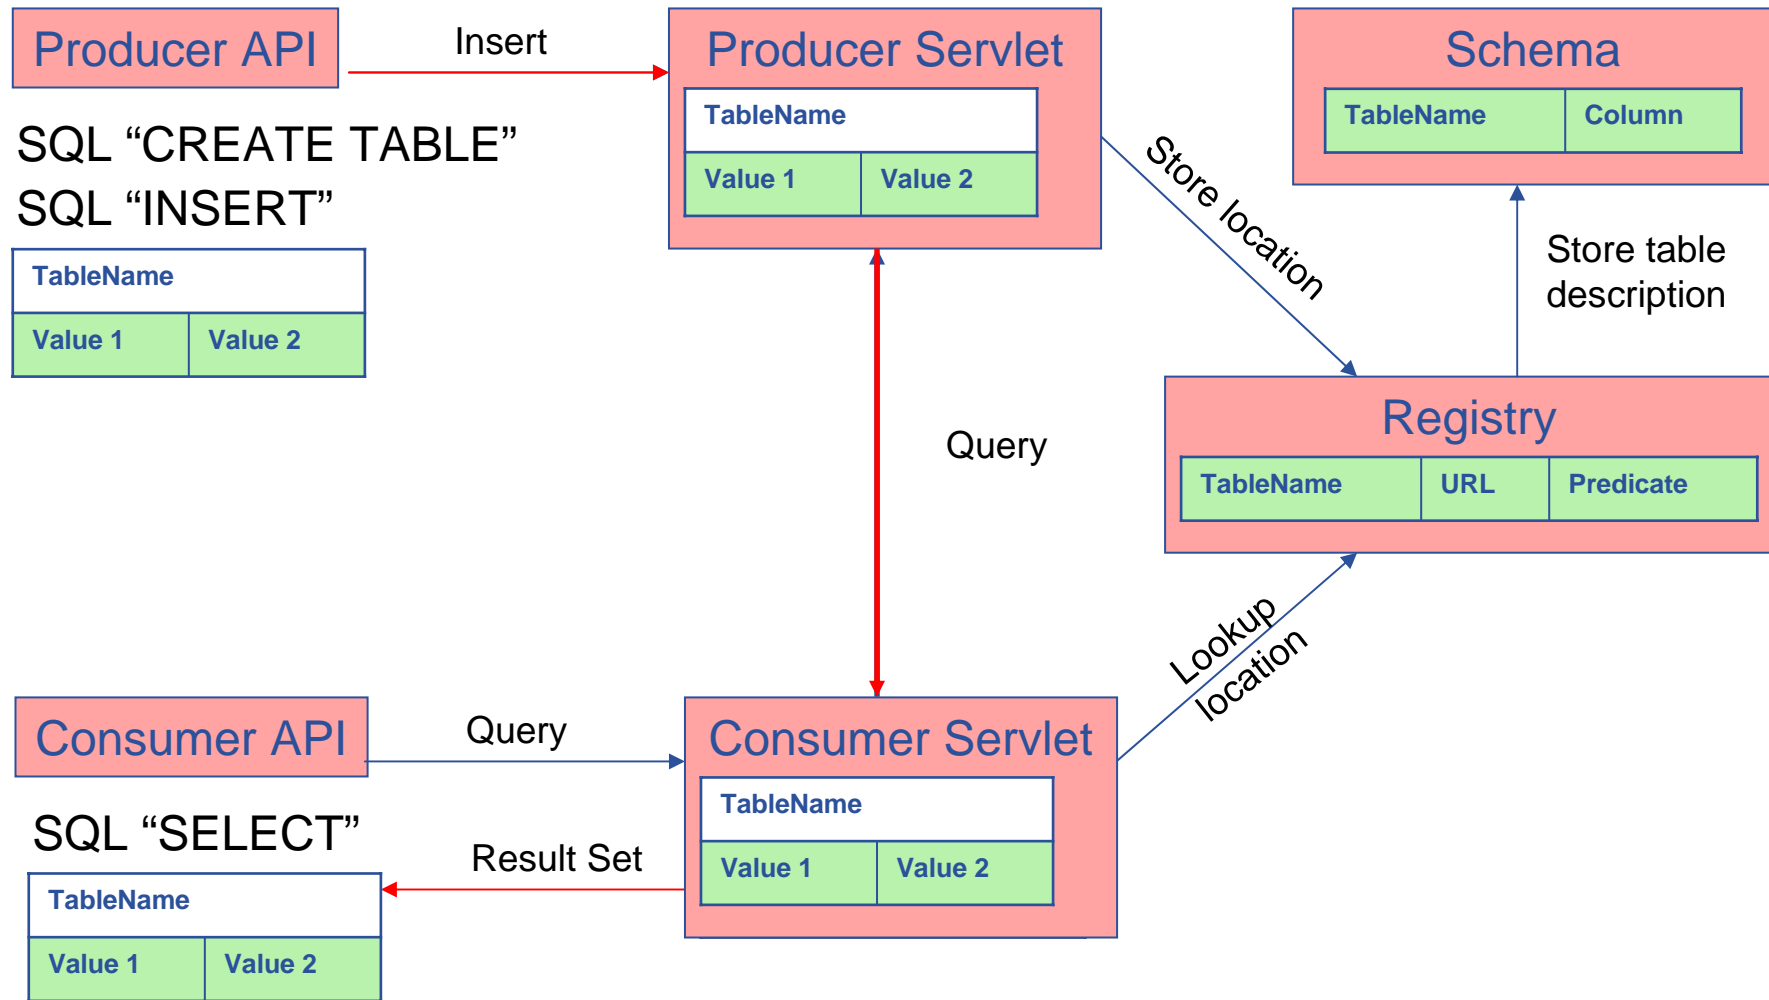 Producer API
Insert
Producer Servlet
TableName
Value 1 Value 2
Schema
TableName Column
SQL “CREATE TABLE”
SQL “INSERT”
TableName
Value 1 Value 2
Store location
Store table
description
Registry
TableName URL Predicate
Query
Lookup
location
Consumer API
Query
Consumer Servlet
TableName
Value 1 Value 2
SQL “SELECT”
Result Set
TableName
Value 1 Value 2